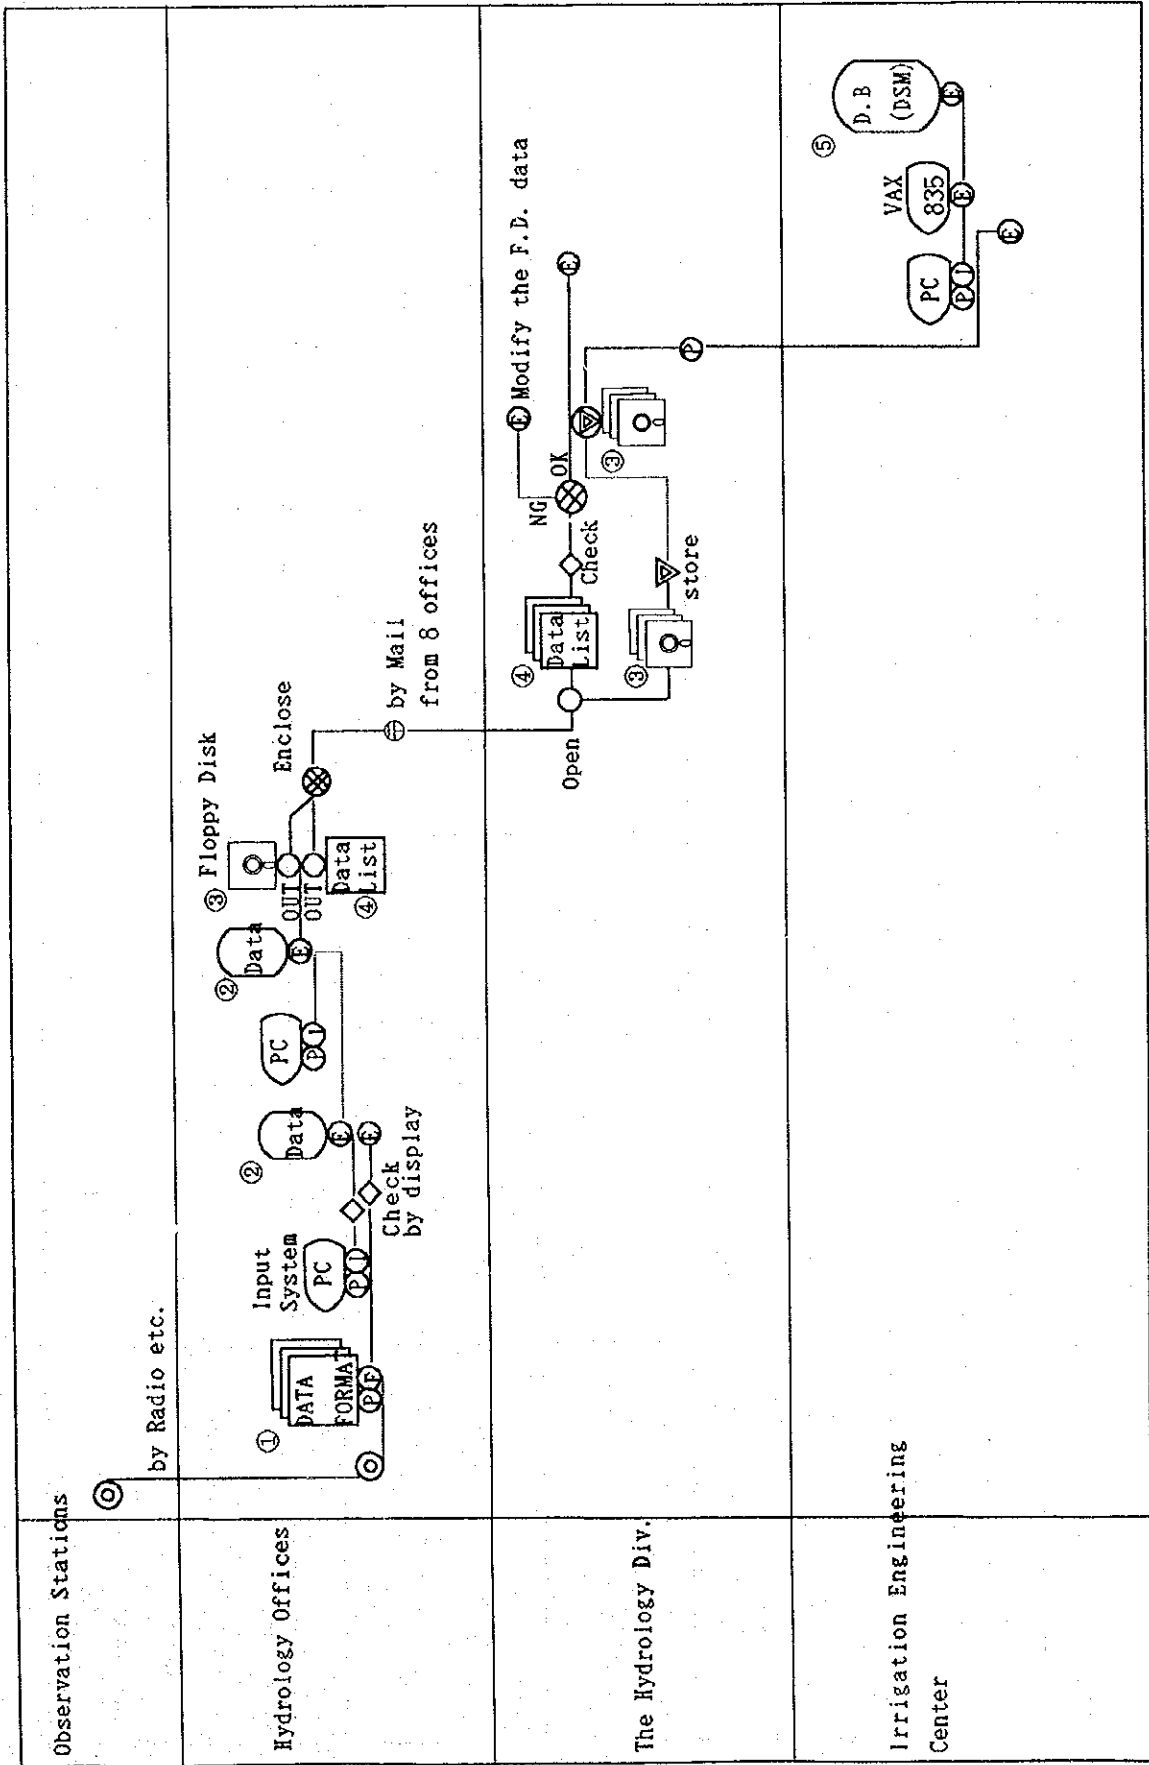 Observation Stations
by Radio etc.
Hydrology Offices
①
DATA
FORMAT
P E
Input
System
PC
P I
Check
by display
②
Data
E
E
PC
P I
②
Data
E
③ Floppy Disk
OUT
OUT
Data
List
④
Enclose
by Mail
from 8 offices
The Hydrology Div.
Open
④
Data
List
③
Check
store
NG
OK
E Modify the F.D. data
③
E
P
Irrigation Engineering
Center
PC
P I
E
VAX
835
E
⑤
D.B
(DSM)
E